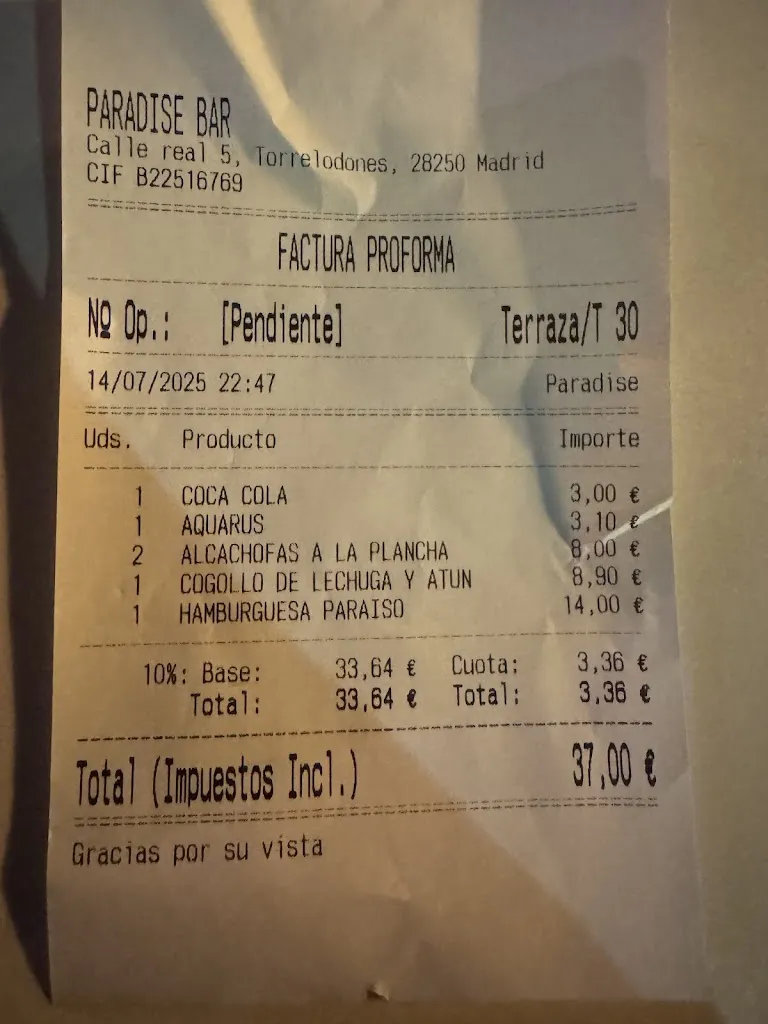 PARADISE BAR
Calle real 5, Torrelodones, 28250 Madrid
CIF B22516769
FACTURA PROFORMA
Nº Op.: [Pendiente] Terraza/T 30
14/07/2025 22:47 Paradise
Uds. Producto Importe
1 COCA COLA 3,00 €
1 AQUARUS 3,10 €
2 ALCACHOFAS A LA PLANCHA 8,00 €
1 COGOLLO DE LECHUGA Y ATUN 8,90 €
1 HAMBURGUESA PARAISO 14,00 €
10%: Base: 33,64 € Cuota: 3,36 €
Total: 33,64 € Total: 3,36 €
Total (Impuestos Incl.) 37,00 €
Gracias por su vista